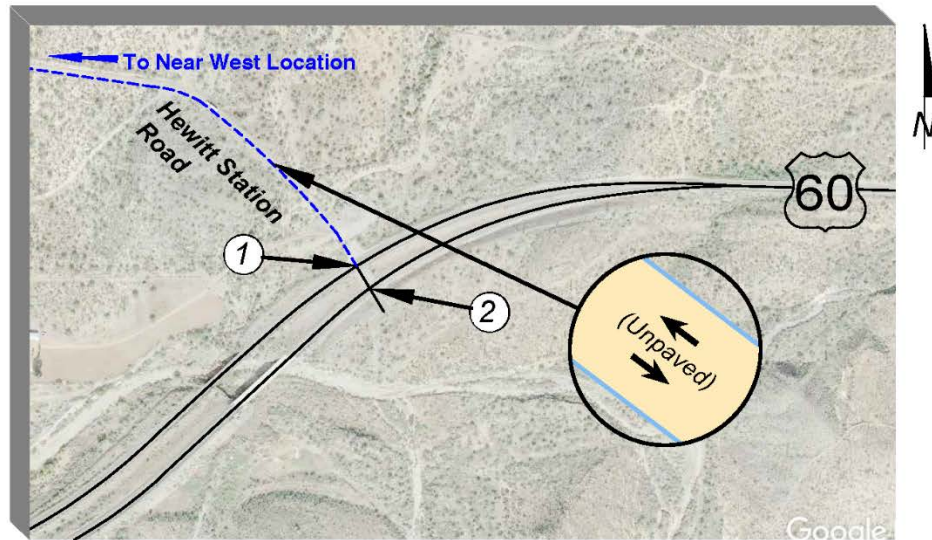 To Near West Location
Hewitt Station
Road
1
2
60
(Unpaved)
N
Google